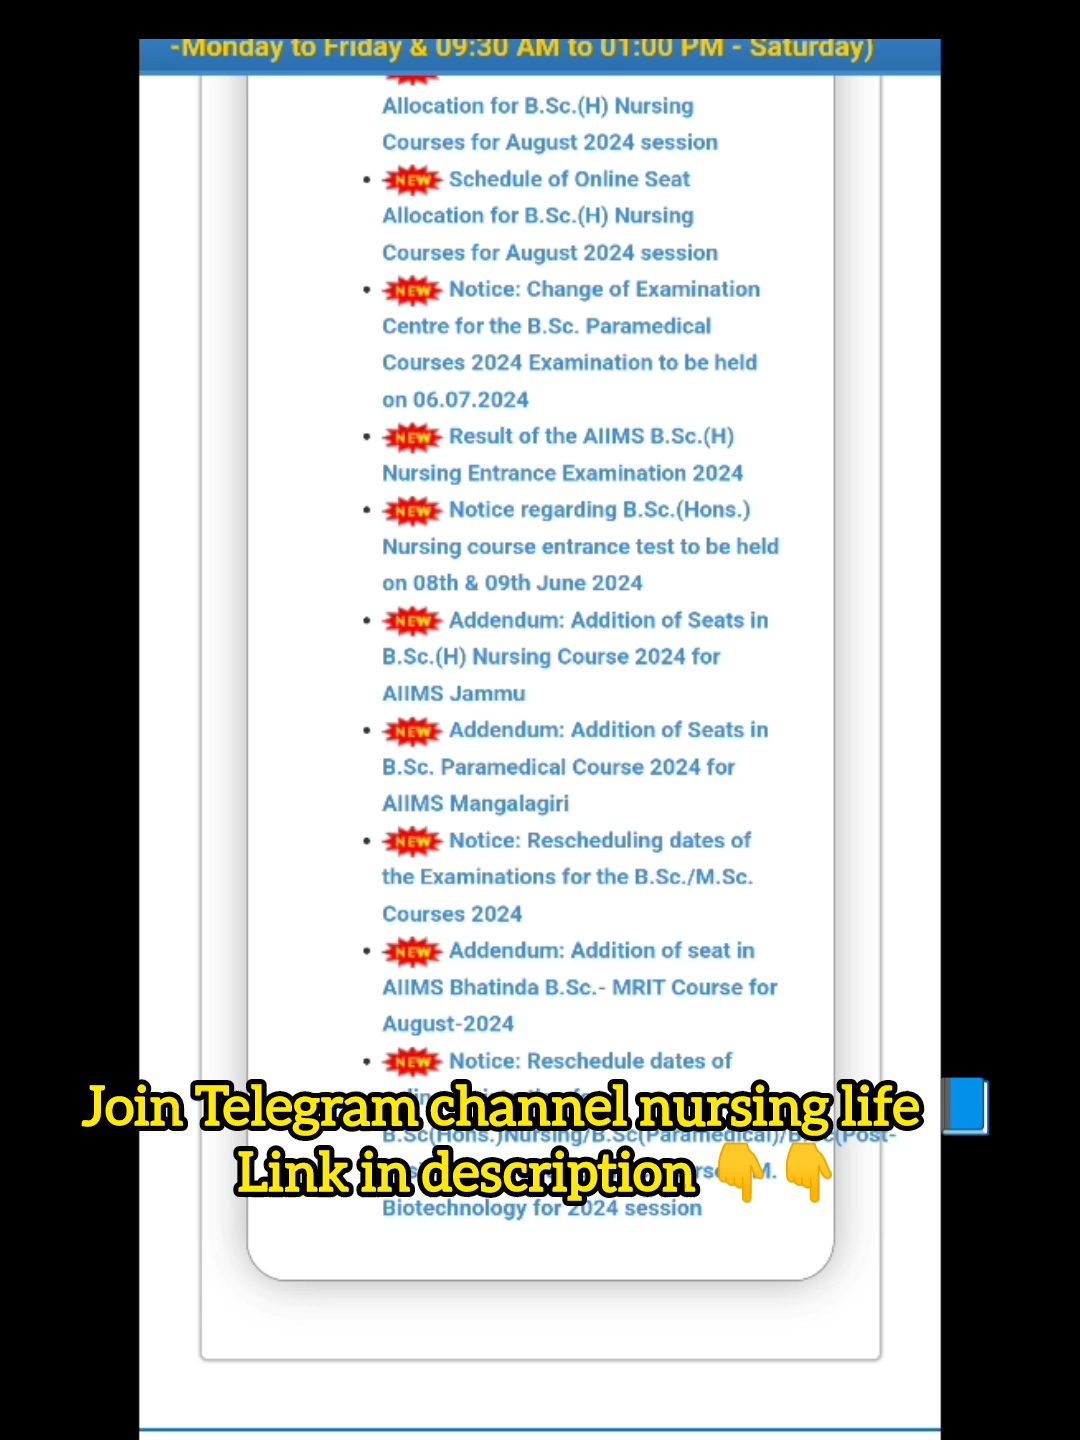 -Monday to Friday & 09:30 AM to 01:00 PM - Saturday)
Allocation for B.Sc.(H) Nursing
Courses for August 2024 session
NEW Schedule of Online Seat
Allocation for B.Sc.(H) Nursing
Courses for August 2024 session
NEW Notice: Change of Examination
Centre for the B.Sc. Paramedical
Courses 2024 Examination to be held
on 06.07.2024
NEW Result of the AIIMS B.Sc.(H)
Nursing Entrance Examination 2024
NEW Notice regarding B.Sc.(Hons.)
Nursing course entrance test to be held
on 08th & 09th June 2024
NEW Addendum: Addition of Seats in
B.Sc.(H) Nursing Course 2024 for
AIIMS Jammu
NEW Addendum: Addition of Seats in
B.Sc. Paramedical Course 2024 for
AIIMS Mangalagiri
NEW Notice: Rescheduling dates of
the Examinations for the B.Sc./M.Sc.
Courses 2024
NEW Addendum: Addition of seat in
AIIMS Bhatinda B.Sc.- MRIT Course for
August-2024
NEW Notice: Reschedule dates of
Join Telegram channel nursing life
B.Sc(Hons.)Nursing/B.Sc(Paramedical)/B.Sc(Post-
Link in description
Biotechnology for 2024 session